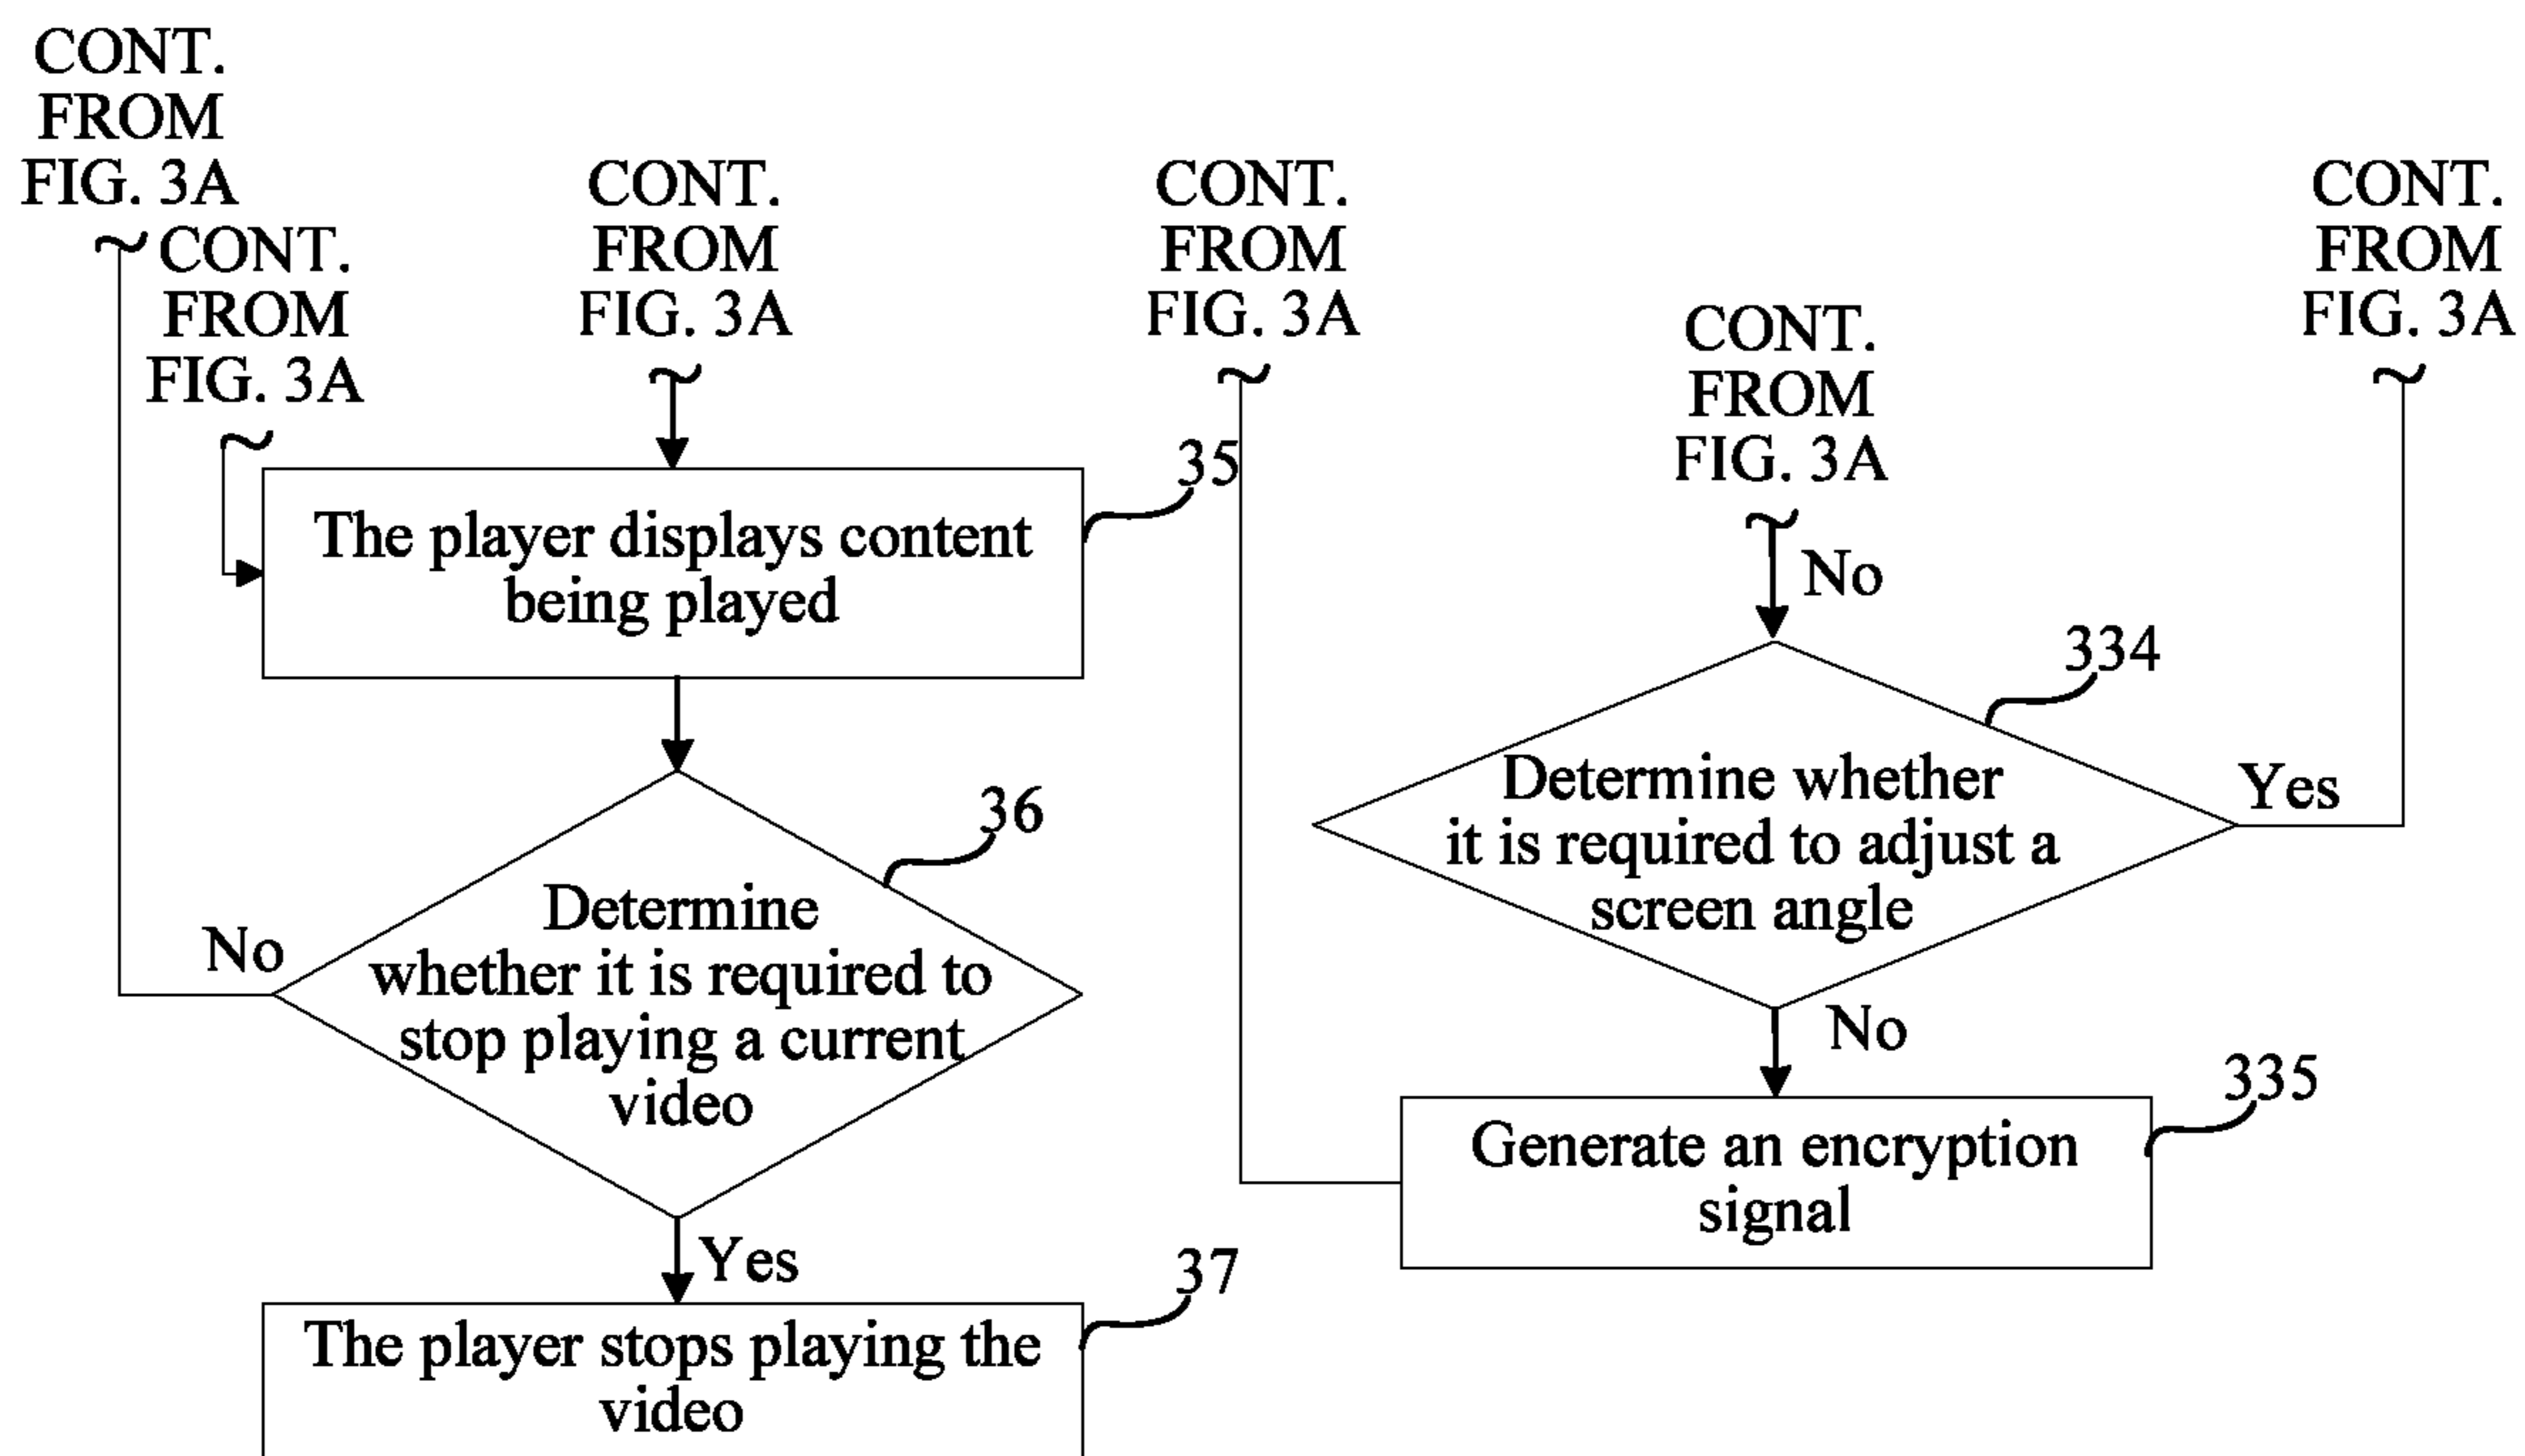 CONT.
FROM
FIG. 3A
CONT.
FROM
FIG. 3A
CONT.
FROM
FIG. 3A
CONT.
FROM
FIG. 3A
CONT.
FROM
FIG. 3A
CONT.
FROM
FIG. 3A
35
The player displays content
being played
36
Determine
whether it is required to
stop playing a current
video
No
Yes
37
The player stops playing the
video
No
334
Determine whether
it is required to adjust a
screen angle
Yes
No
335
Generate an encryption
signal